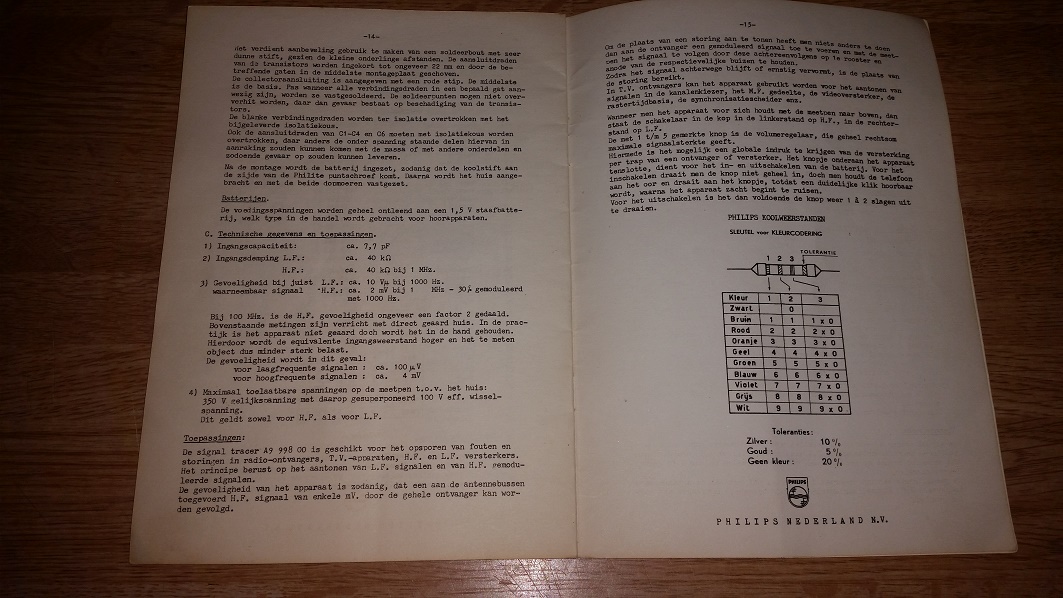 -14-
Het verdient aanbeveling gebruik te maken van een soldeerbout met zeer
dunne stift, gezien de kleine onderlinge afstanden. De aansluitdraden
van de transistors worden ingekort tot ongeveer 22 mm en door de be-
treffende gaten in de middelste montageplaat geschoven.
De collectoraansluiting is aangegeven met een rode stip. De middelste
is de basis. Pas wanneer alle verbindingsdraden in een bepaald gat aan-
wezig zijn, worden ze vastgesoldeerd. De soldeerpunten mogen niet over-
verhit worden, daar dan gevaar bestaat op beschadiging van de transis-
tors.
De blanke verbindingsdraden worden ter isolatie overtrokken met het
bijgeleverde isolatiekous.
Ook de aansluitdraden van C1-C4 en C6 moeten met isolatiekous worden
overtrokken, daar anders de onder spanning staande delen hiervan in
aanraking zouden kunnen komen met de massa of met andere onderdelen en
zodoende gevaar op zouden kunnen leveren.
Na de montage wordt de batterij ingezet, zodanig dat de koolstift aan
de zijde van de Philite puntschroef komt. Daarna wordt het huis aange-
bracht en met de beide dopmoeren vastgezet.
Batterijen.
De voedingsspanningen worden geheel ontleend aan een 1,5 V staafbatte-
rij, welk type in de handel wordt gebracht voor hoorapparaten.
C. Technische gegevens en toepassingen.
1) Ingangscapaciteit: ca. 7,7 pF
2) Ingangsdemping L.F.: ca. 40 kΩ
H.F.: ca. 40 kΩ bij 1 MHz.
3) Gevoeligheid bij juist L.F.: ca. 10 Vμ bij 1000 Hz.
waarneembaar signaal H.F.: ca. 2 mV bij 1 MHz - 30% gemoduleerd
met 1000 Hz.
Bij 100 MHz. is de H.F. gevoeligheid ongeveer een factor 2 gedaald.
Bovenstaande metingen zijn verricht met direct geaard huis. In de prac-
tijk is het apparaat niet geaard doch wordt het in de hand gehouden.
Hierdoor wordt de equivalente ingangsweerstand hoger en het te meten
object dus minder sterk belast.
De gevoeligheid wordt in dit geval:
voor laagfrequente signalen : ca. 100 μV
voor hoogfrequente signalen : ca. 4 mV
4) Maximaal toelaatbare spanningen op de meetpen t.o.v. het huis:
350 V gelijkspanning met daarop gesuperponeerd 100 V eff. wissel-
spanning.
Dit geldt zowel voor H.F. als voor L.F.
Toepassingen:
De signal tracer A9 998 00 is geschikt voor het opsporen van fouten en
storingen in radio-ontvangers, T.V.-apparaten, H.F. en L.F. versterkers.
Het principe berust op het aantonen van L.F. signalen en van H.F. gemodu-
leerde signalen.
De gevoeligheid van het apparaat is zodanig, dat een aan de antennebussen
toegevoerd H.F. signaal van enkele mV. door de gehele ontvanger kan wor-
den gevolgd.
-15-
Om de plaats van een storing aan te tonen heeft men niets anders te doen
dan aan de ontvanger een gemoduleerd signaal toe te voeren en met de meet-
pen het signaal te volgen door deze achtereenvolgens op 1e rooster en
anode van de respectievelijke buizen te houden.
Zodra het signaal achterwege blijft of ernstig vervormt, is de plaats van
de storing bereikt.
In T.V. ontvangers kan het apparaat gebruikt worden voor het aantonen van
signalen in de kanalenkiezer, het M.F. gedeelte, de videoversterker, de
rastertijdbasis, de synchronisatiescheider enz.
Wanneer men het apparaat voor zich houdt met de meetpen naar boven, dan
staat de schakelaar in de kop in de linkerstand op H.F., in de rechter-
stand op L.F.
De met 1 t/m 5 gemerkte knop is de volumeregelaar, die geheel rechtsom
maximale signaalsterkte geeft.
Hiermede is het mogelijk een globale indruk te krijgen van de versterking
per trap van een ontvanger of versterker. Het knopje onderaan het apparaat
tenslotte, dient voor het in- en uitschakelen van de batterij. Voor het
inschakelen draait men de knop niet geheel in, doch men houdt de telefoon
aan het oor en draait aan het knopje, totdat een duidelijke klik hoorbaar
wordt, waarna het apparaat zacht begint te ruisen.
Voor het uitschakelen is het dan voldoende de knop weer 1 à 2 slagen uit
te draaien.
PHILIPS KOOLWEERSTANDEN
SLEUTEL voor KLEURCODERING
TOLERANTIE
1 2 3
Kleur 1 2 3
Zwart 0
Bruin 1 1 1 x 0
Rood 2 2 2 x 0
Oranje 3 3 3 x 0
Geel 4 4 4 x 0
Groen 5 5 5 x 0
Blauw 6 6 6 x 0
Violet 7 7 7 x 0
Grijs 8 8 8 x 0
Wit 9 9 9 x 0
Toleranties:
Zilver : 10 %
Goud : 5 %
Geen kleur : 20 %
PHILIPS
PHILIPS NEDERLAND N.V.